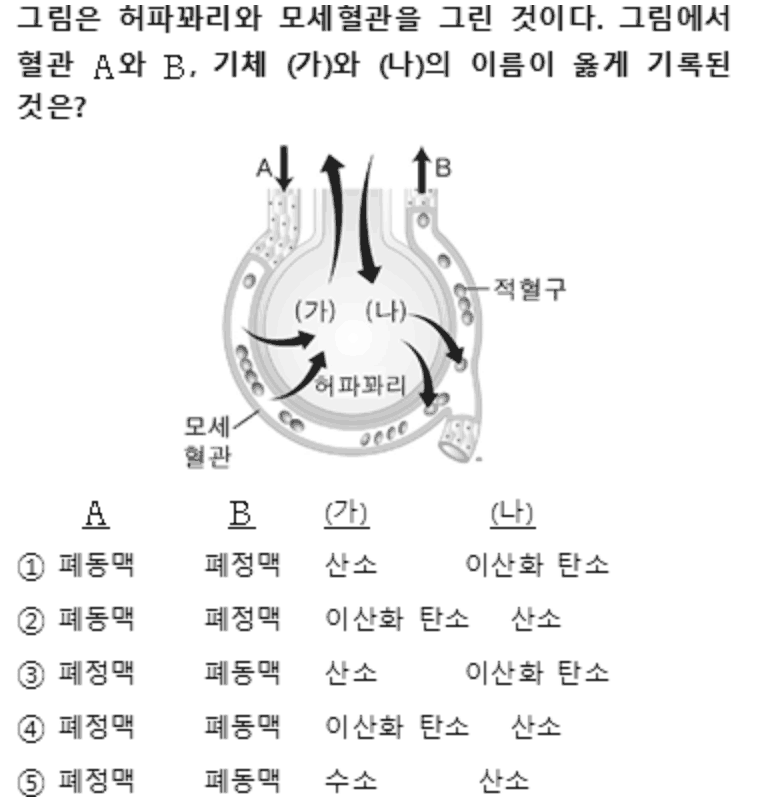 그림은 허파꽈리와 모세혈관을 그린 것이다. 그림에서
혈관 A와 B, 기체 (가)와 (나)의 이름이 옳게 기록된
것은?
A B
적혈구
(가) (나)
허파꽈리
모세
혈관
A B (가) (나)
① 폐동맥 폐정맥 산소 이산화 탄소
② 폐동맥 폐정맥 이산화 탄소 산소
③ 폐정맥 폐동맥 산소 이산화 탄소
④ 폐정맥 폐동맥 이산화 탄소 산소
⑤ 폐정맥 폐동맥 수소 산소